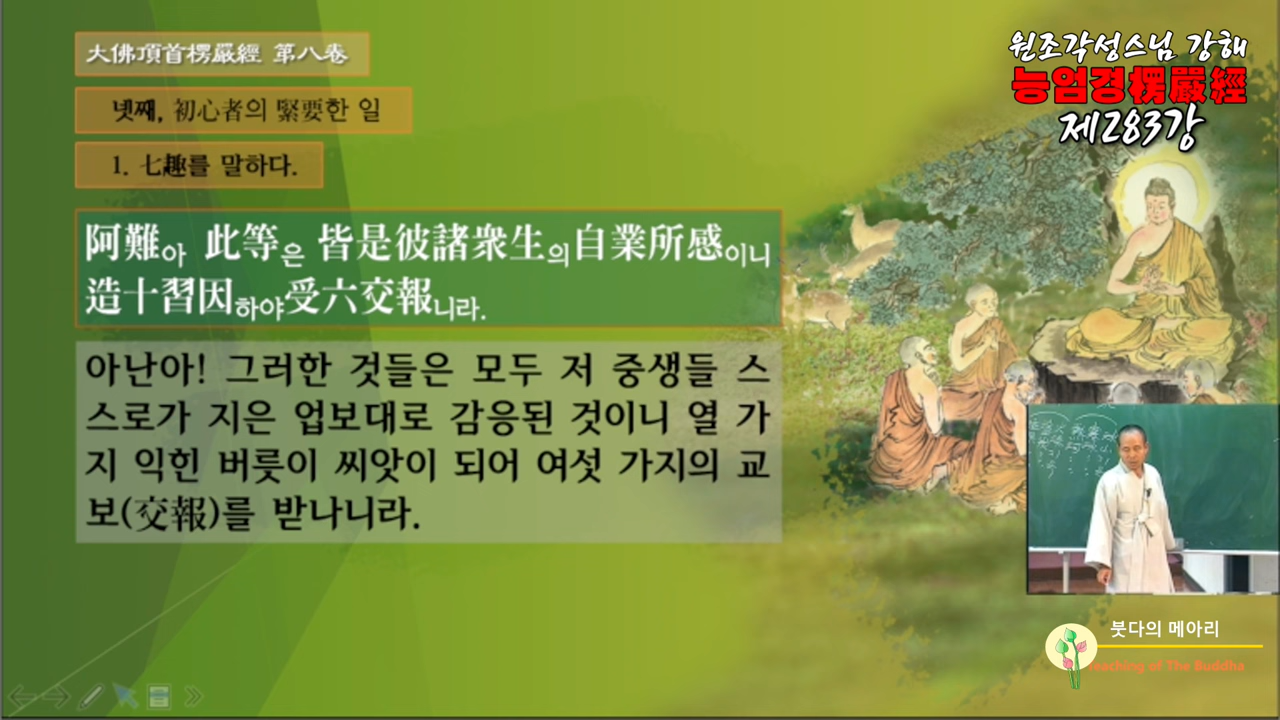 大佛頂首楞嚴經 第八卷
넷째, 初心者의 緊要한 일
1. 七趣를 말하다.
阿難아 此等은 皆是彼諸衆生의自業所感이니
造十習因하야受六交報니라.
아난아! 그러한 것들은 모두 저 중생들 스
스로가 지은 업보대로 감응된 것이니 열 가
지 익힌 버릇이 씨앗이 되어 여섯 가지의 교
보(交報)를 받나니라.
원조각성스님 강해
능엄경楞嚴經
제283강
붓다의 메아리
Teaching of The Buddha